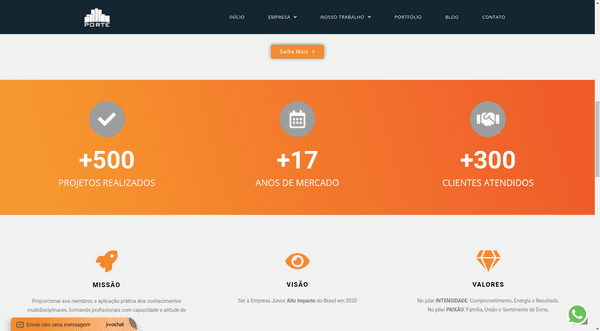 PORTE
INÍCIO EMPRESA NOSSO TRABALHO PORTFÓLIO BLOG CONTATO
Saiba Mais
+500 +17 +300
PROJETOS REALIZADOS ANOS DE MERCADO CLIENTES ATENDIDOS
MISSÃO VISÃO VALORES
Proporcionar aos membros a aplicação prática dos conhecimentos
multidisciplinares, formando profissionais com capacidade e atitude do
Ser a Empresa Júnior Alto Impacto do Brasil em 2020
No pilar INTENSIDADE: Comprometimento, Energia e Resultado.
No pilar PAIXÃO: Família, União e Sentimento de Dono.
Envie-nos uma mensagem jivochat